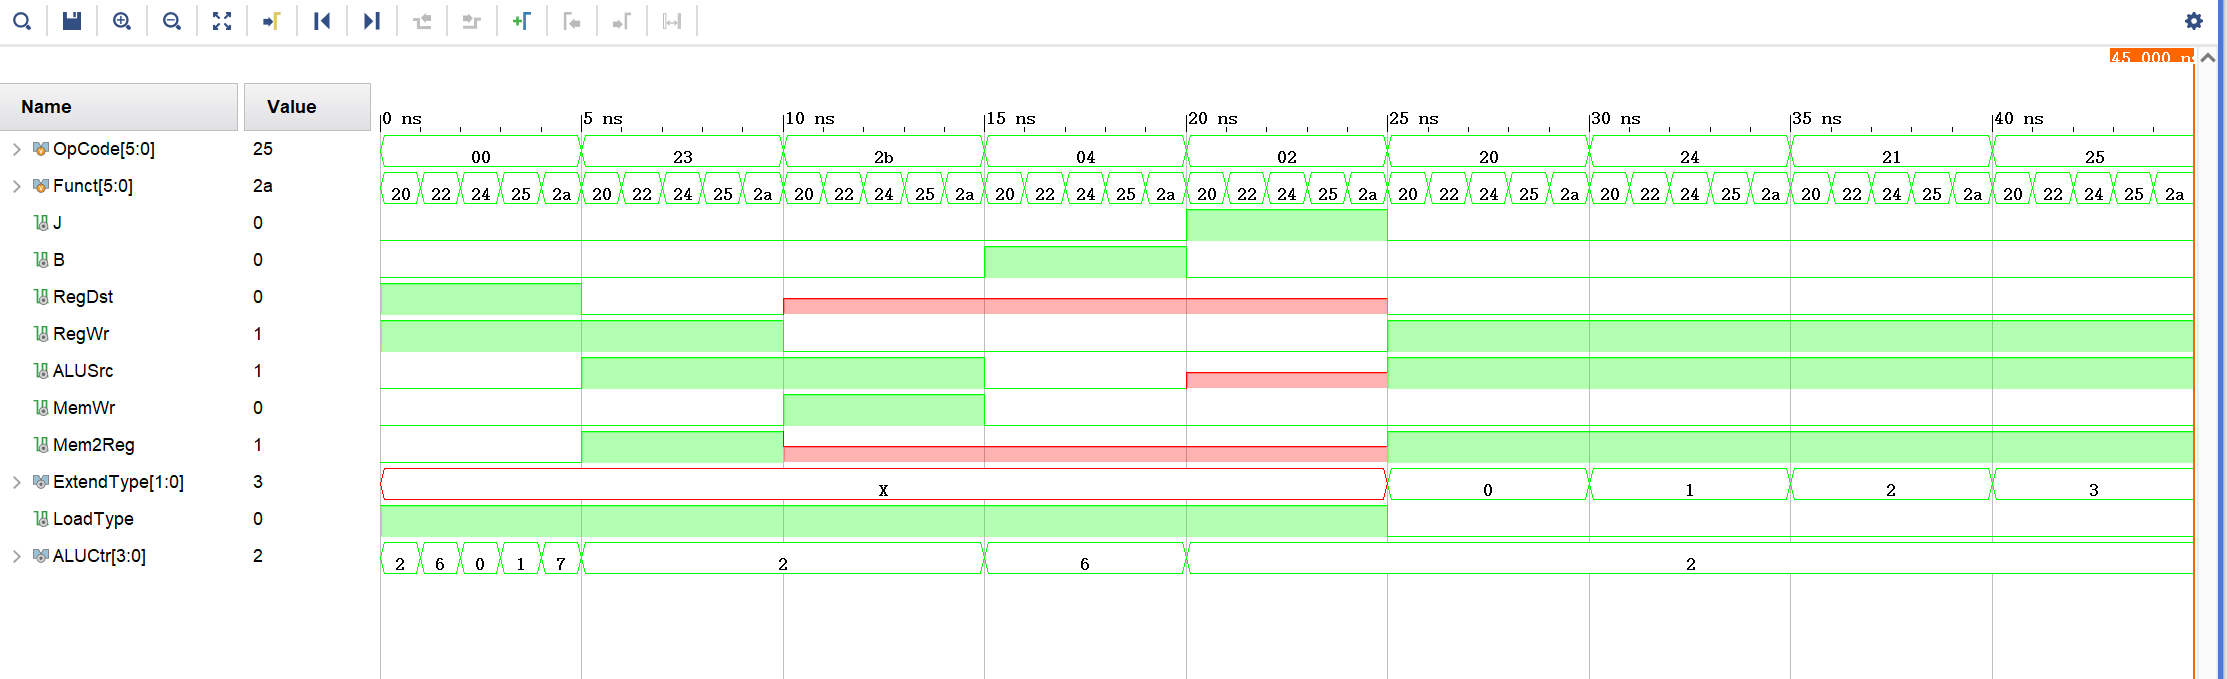 45.000 n
Name Value
0 ns 5 ns 10 ns 15 ns 20 ns 25 ns 30 ns 35 ns 40 ns
OpCode[5:0] 25 00 23 2b 04 02 20 24 21 25
Funct[5:0] 2a 20 22 24 25 2a 20 22 24 25 2a 20 22 24 25 2a 20 22 24 25 2a 20 22 24 25 2a 20 22 24 25 2a 20 22 24 25 2a 20 22 24 25 2a 20 22 24 25 2a
J 0
B 0
RegDst 0
RegWr 1
ALUSrc 1
MemWr 0
Mem2Reg 1
ExtendType[1:0] 3 X 0 1 2 3
LoadType 0
ALUCtr[3:0] 2 2 6 0 1 7 2 6 2